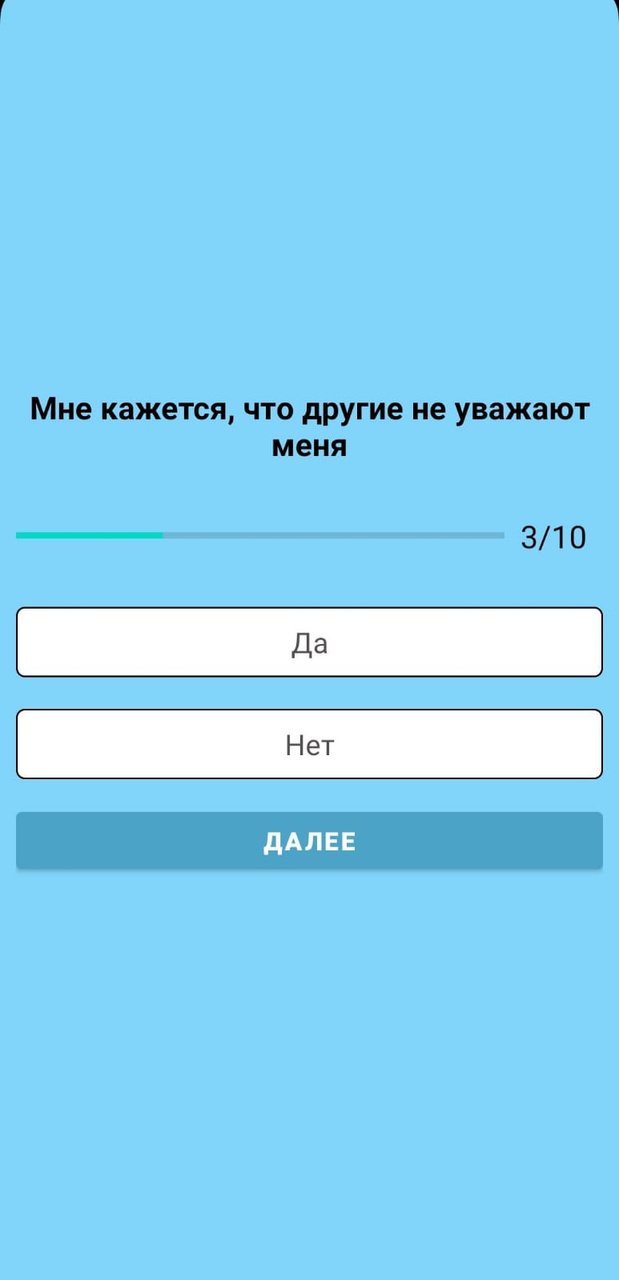 Мне кажется, что другие не уважают
меня
3/10
Да
Нет
ДАЛЕЕ